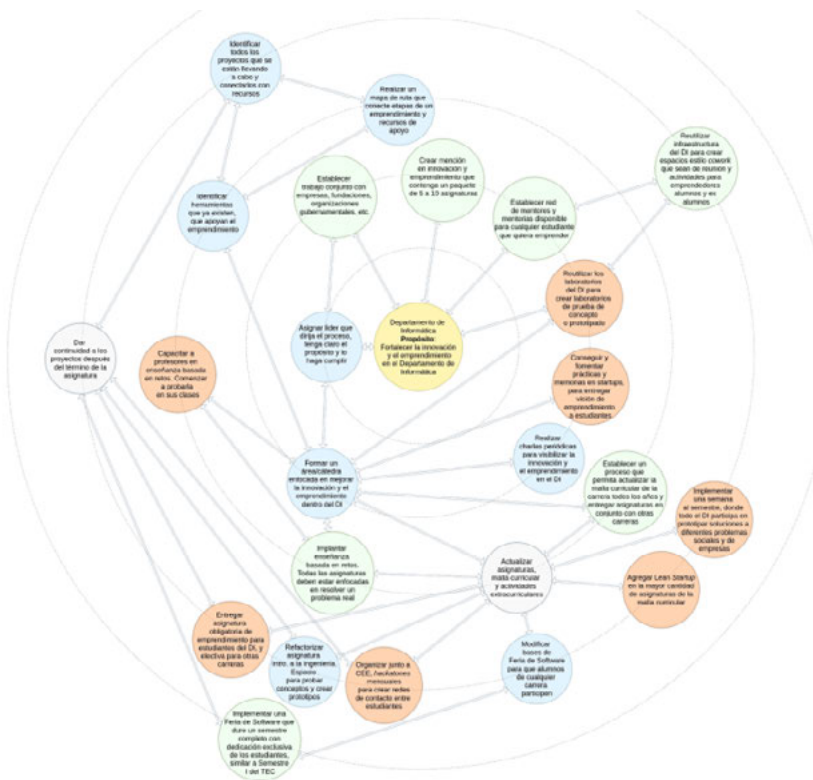 Identificar
todos los
proyectos que se
están llevando
a cabo y
conectarlos con
recursos
Realizar un
mapa de ruta que
conecte etapas de un
emprendimiento y
recursos de
apoyo
Reutilizar
infraestructura
del DI para crear
espacios estilo cowork
que sean de reunión y
actividades para
emprendedores
alumnos y ex
alumnos
Crear mención
en innovación y
emprendimiento que
contenga un paquete
de 5 a 10 asignaturas
Establecer
trabajo conjunto con
empresas, fundaciones,
organizaciones
gubernamentales, etc.
Identificar
herramientas
que ya existen,
que apoyan el
emprendimiento
Establecer red
de mentores y
mentorías disponible
para cualquier estudiante
que quiera emprender
Reutilizar los
laboratorios
del DI para
crear laboratorios
de prueba de
concepto
o prototipado
Asignar líder que
dirija el proceso,
tenga claro el
propósito y lo
haga cumplir
Departamento de
Informática
Propósito:
Fortalecer la innovación
y el emprendimiento
en el Departamento de
Informática
Dar
continuidad a los
proyectos después
del término de la
asignatura
Capacitar a
profesores en
enseñanza basada
en retos. Comenzar
a probarla
en sus clases
Conseguir y
fomentar
prácticas y
memorias en startups,
para entregar
visión de
emprendimiento
a estudiantes
Realizar
charlas periódicas
para visibilizar la
innovación y
el emprendimiento
en el DI
Formar un
área/cátedra
enfocada en mejorar
la innovación y el
emprendimiento
dentro del DI
Establecer un
proceso que
permita actualizar la
malla curricular de la
carrera todos los años y
entregar asignaturas en
conjunto con otras
carreras
Implementar
una semana
al semestre, donde
todo el DI participa en
prototipar soluciones a
diferentes problemas
sociales y de
empresas
Implantar
enseñanza
basada en retos.
Todas las asignaturas
deben estar enfocadas
en resolver un
problema real
Actualizar
asignaturas,
malla curricular
y actividades
extracurriculares
Agregar Lean Startup
en la mayor cantidad
de asignaturas de la
malla curricular
Entregar
asignatura
obligatoria de
emprendimiento para
estudiantes del DI, y
electiva para otras
carreras
Refactorizar
asignatura
intro. a la ingeniería.
Espacio
para probar
conceptos y crear
prototipos
Organizar junto a
CEE,
mensuales
para crear redes
de contacto entre
estudiantes
Modificar
bases de
Feria de Software
para que alumnos
de cualquier
carrera
participen
Implementar una
Feria de Software que
dure un semestre
completo con
dedicación exclusiva
de los estudiantes,
similar a Semestre
i del TEC